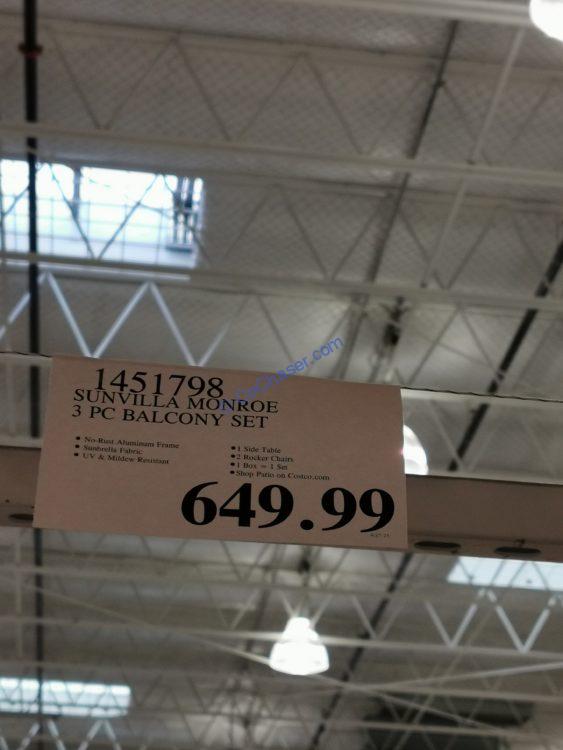 1451798
SUNVILLA MONROE
3 PC BALCONY SET
• No-Rust Aluminum Frame
• Sunbrella Fabric
• UV & Mildew Resistant
• 1 Side Table
• 2 Rocker Chairs
• 1 Box = 1 Set
• Shop Patio on Costco.com
649.99